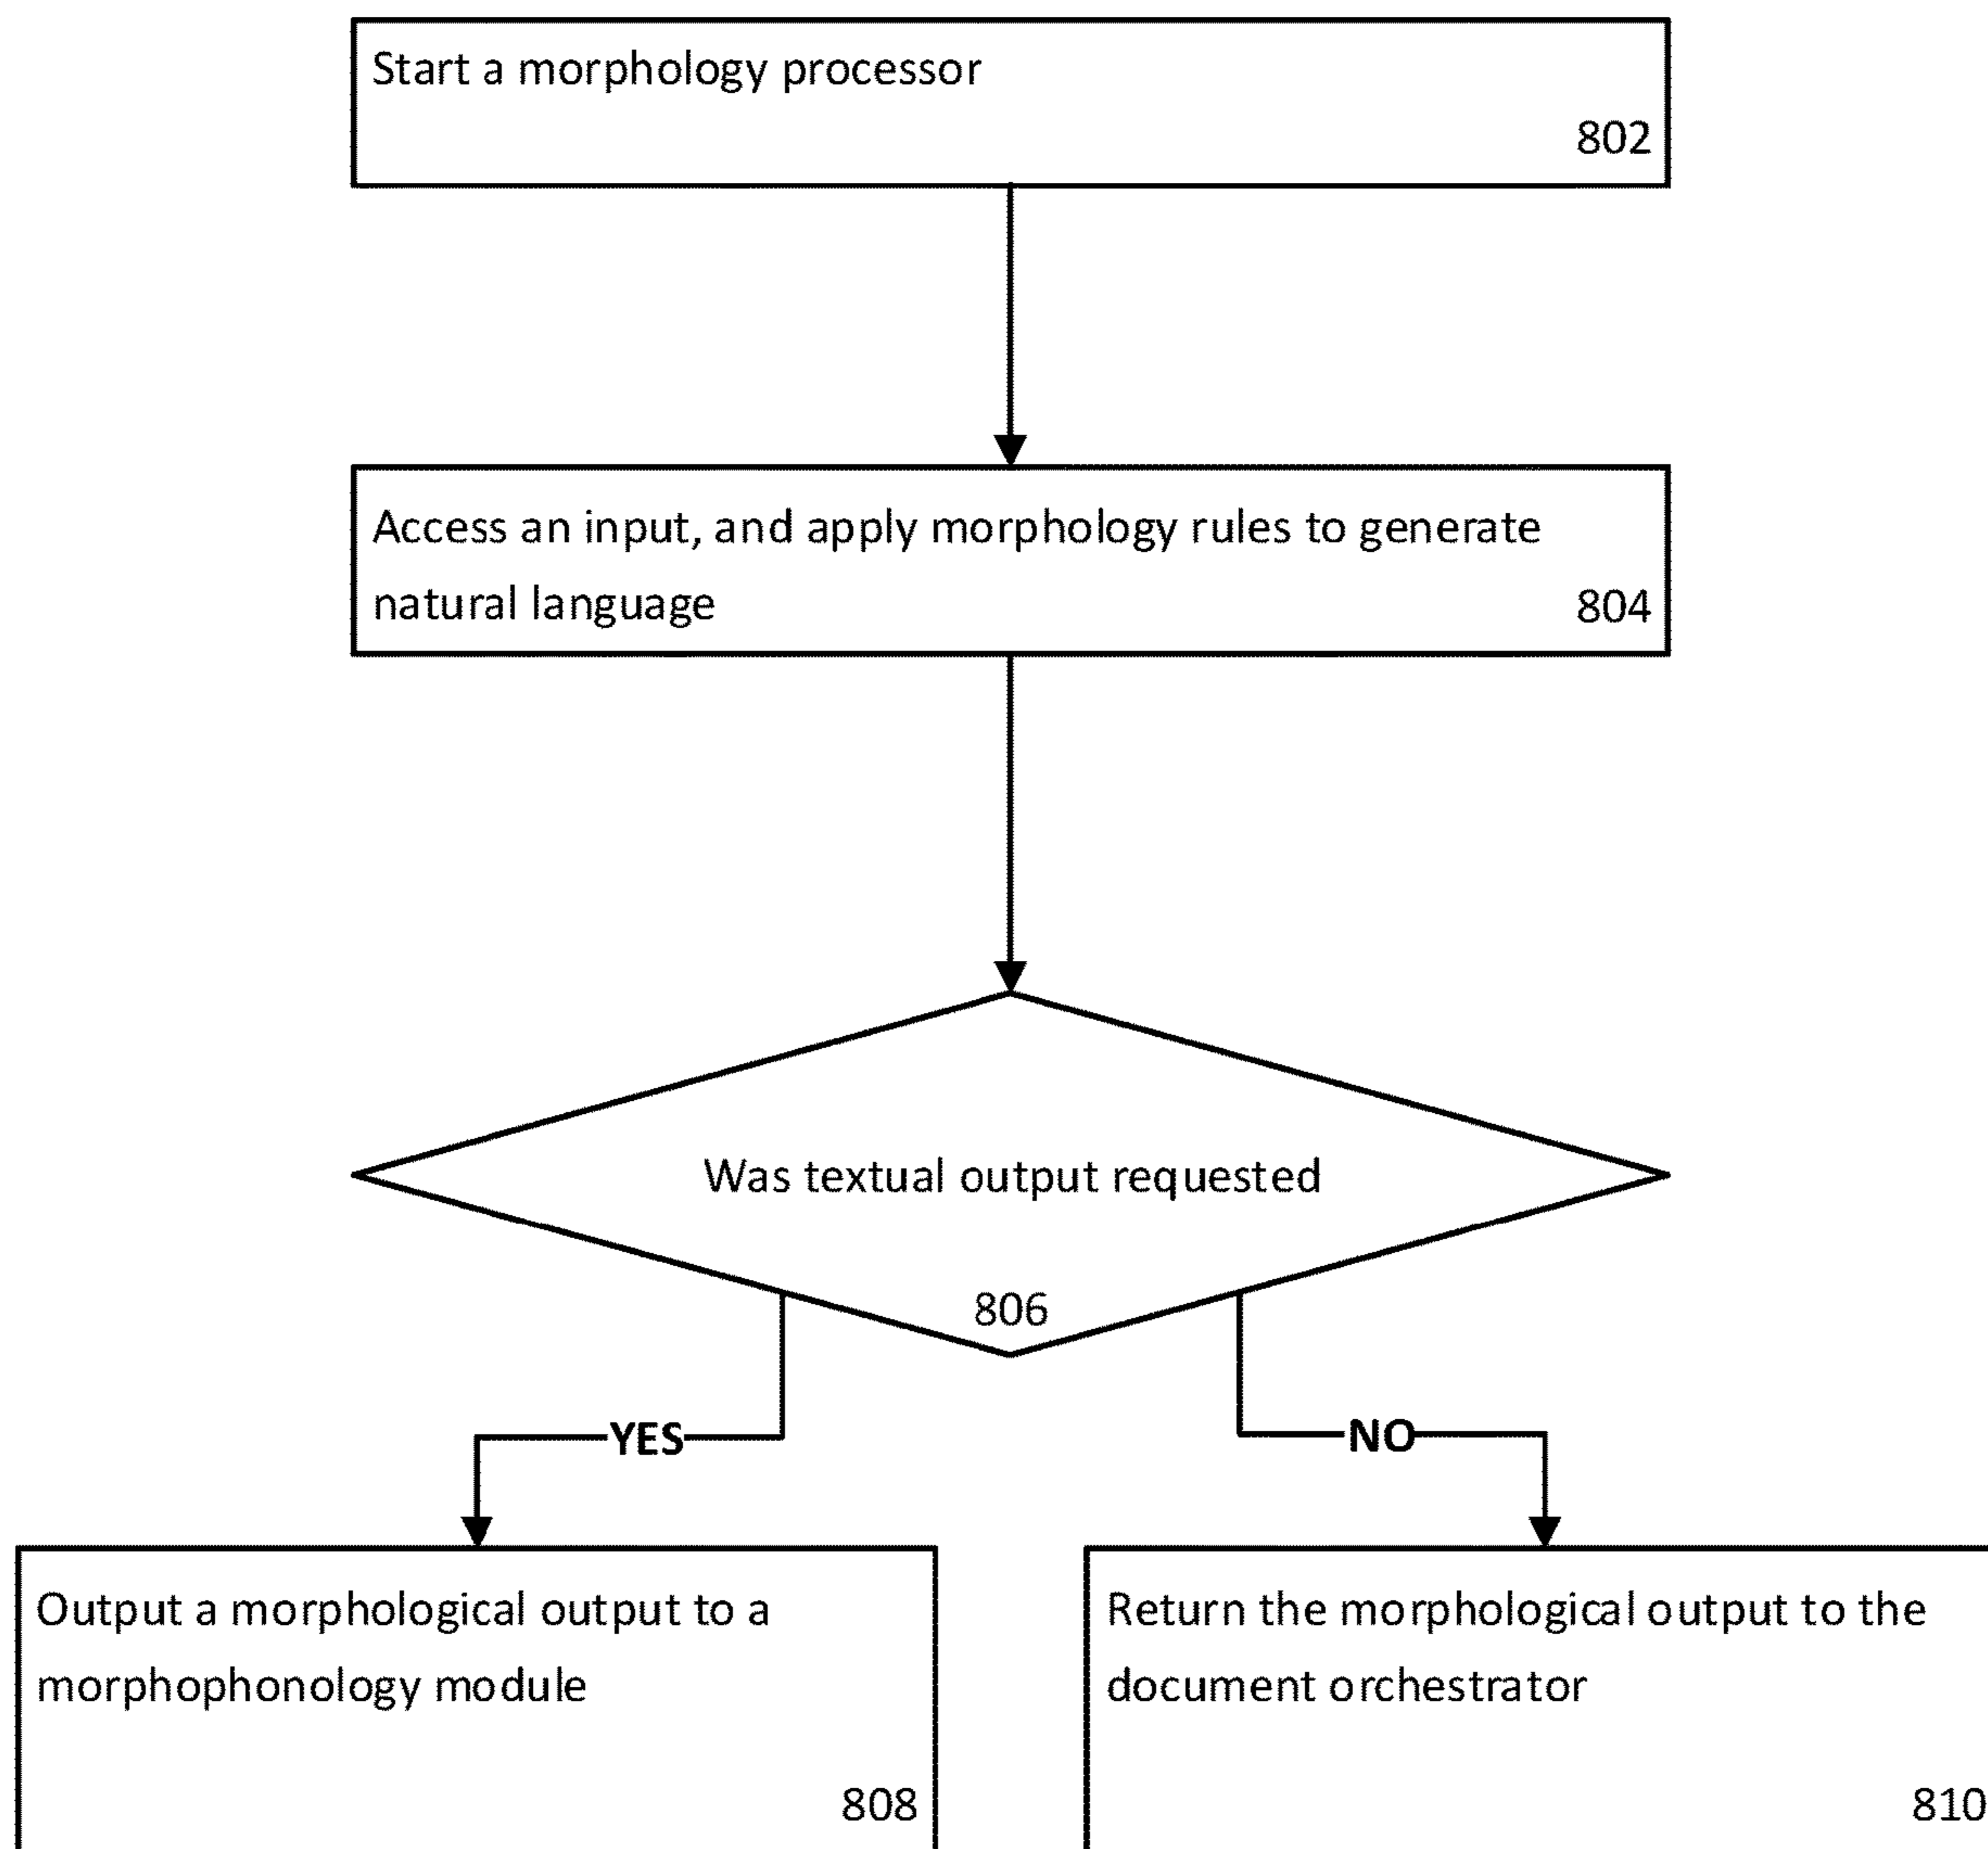 Start a morphology processor
802
Access an input, and apply morphology rules to generate
natural language 804
Was textual output requested
806
YES NO
Output a morphological output to a
morphophonology module
808
Return the morphological output to the
document orchestrator
810